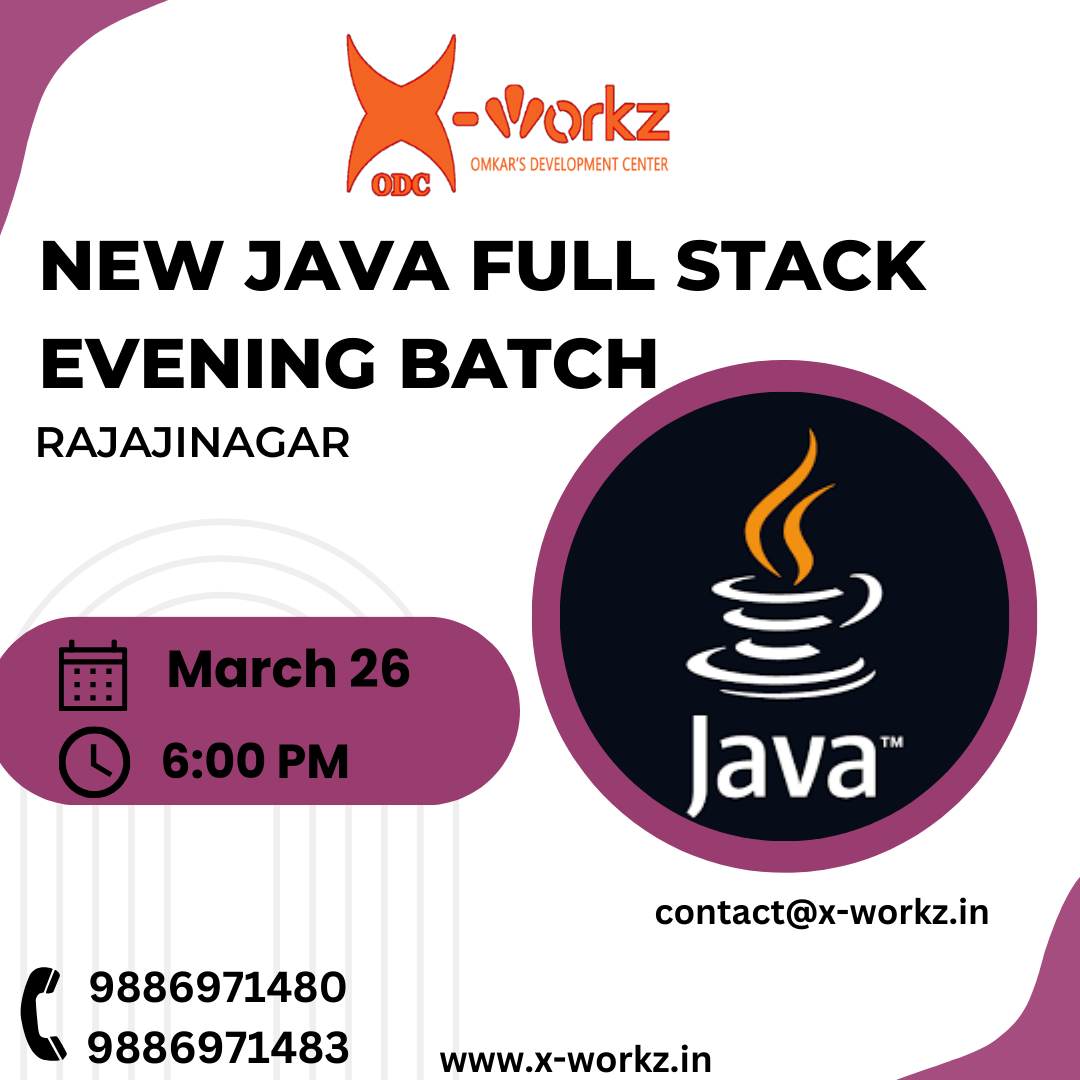 X-workz
OMKAR'S DEVELOPMENT CENTER
ODC
NEW JAVA FULL STACK
EVENING BATCH
RAJAJINAGAR
March 26
6:00 PM
Java™
contact@x-workz.in
9886971480
9886971483
www.x-workz.in